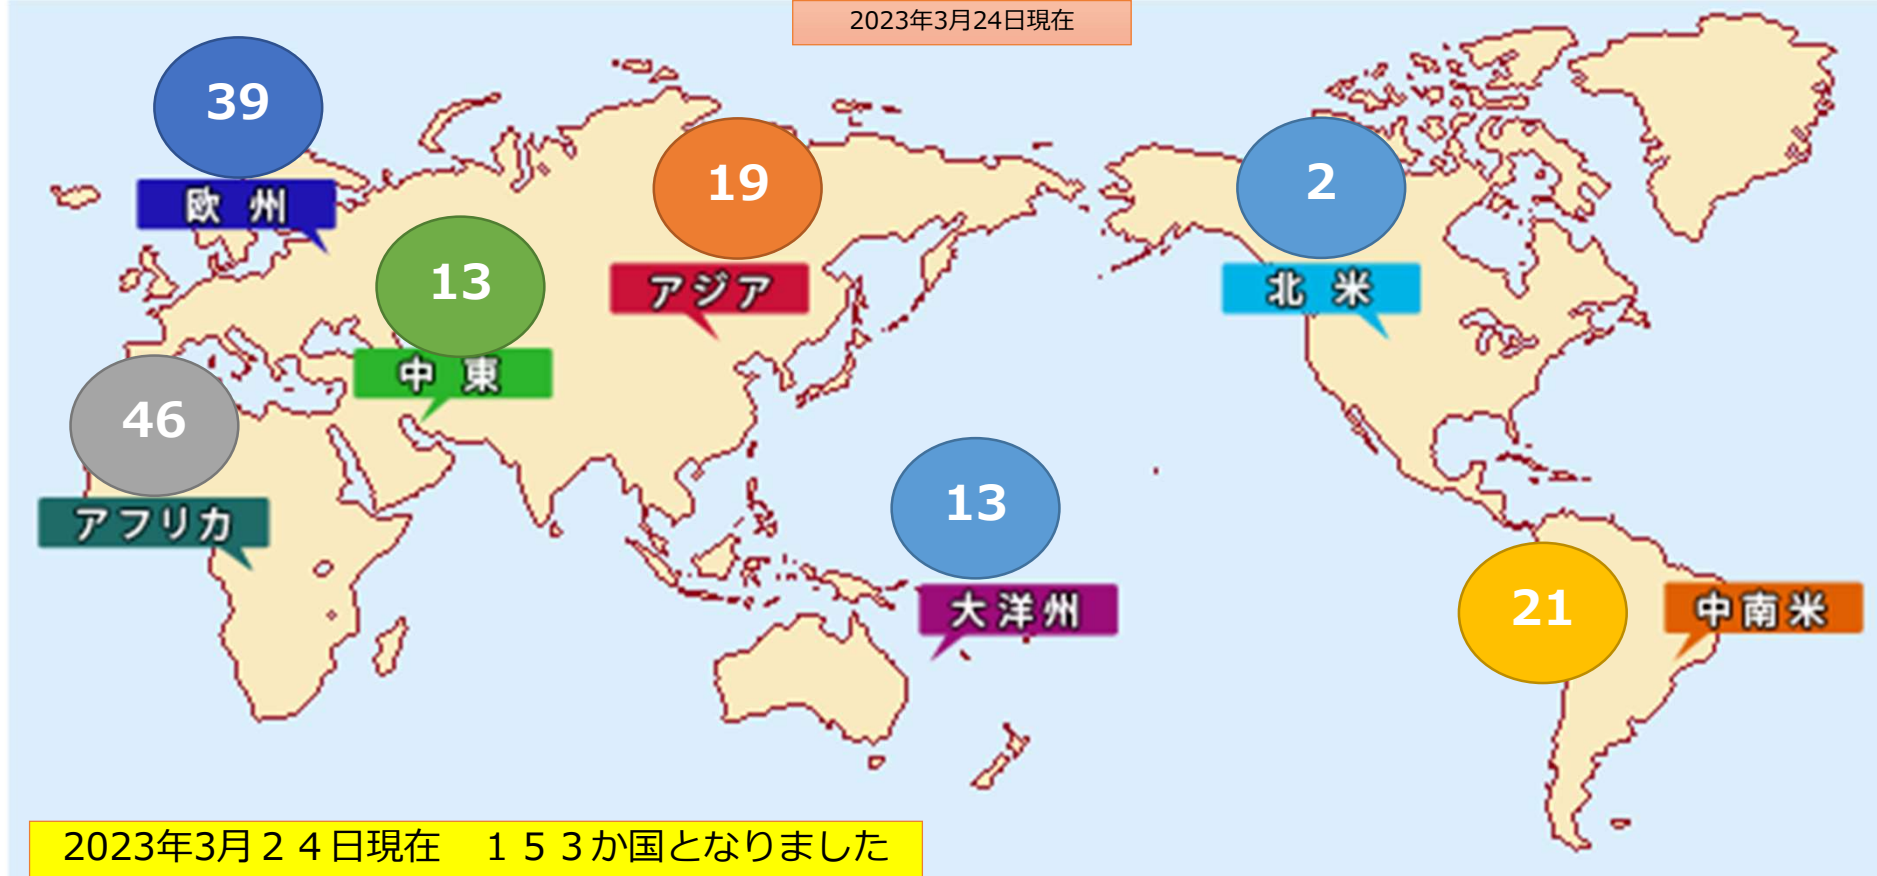 2023年3月24日現在
39
欧 州
19
アジア
2
北 米
13
中 東
46
アフリカ
13
大洋州
21
中南米
2023年3月２４日現在　１５３か国となりました